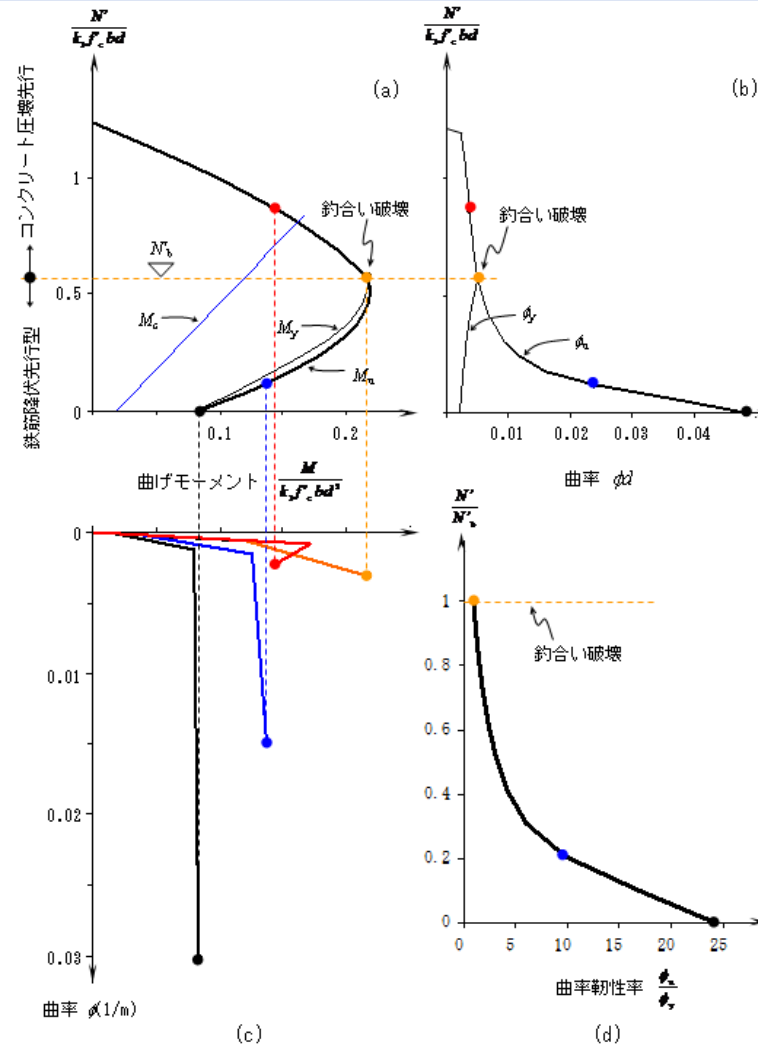 N'
k₃f'c bd
(a)
N'
k₃f'c bd
(b)
コンクリート圧壊先行
鉄筋降伏先行型
1
0.5
0
0.1
0.2
N'b
釣合い破壊
Mc
My
Mu
曲げモーメント
M
k₃f'c bd²
釣合い破壊
ϕy
ϕu
0
0.01
0.02
0.03
0.04
曲率 ϕd
0
0.01
0.02
0.03
曲率 ϕ(1/m)
(c)
N'
N'b
1
0.8
0.6
0.4
0.2
0
釣合い破壊
0
5
10
15
20
25
曲率靭性率
ϕu
ϕy
(d)